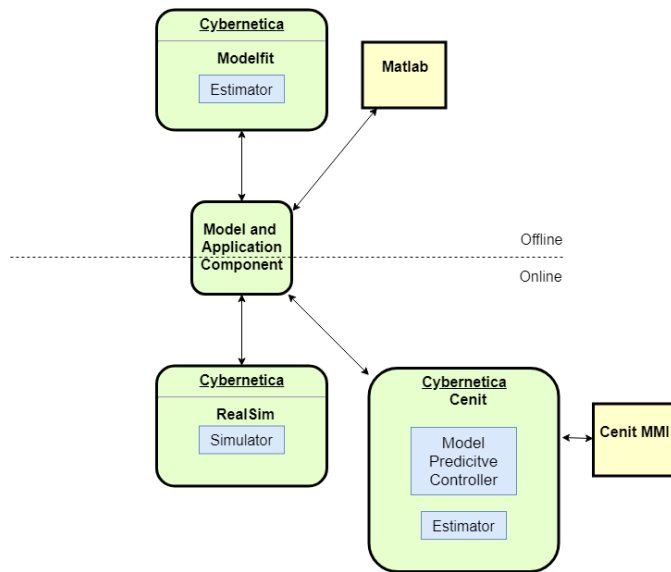 Cybernetica
Modelfit
Estimator
Matlab
Model and
Application
Component
Offline
Online
Cybernetica
RealSim
Simulator
Cybernetica
Cenit
Model
Predicitve
Controller
Estimator
Cenit MMI